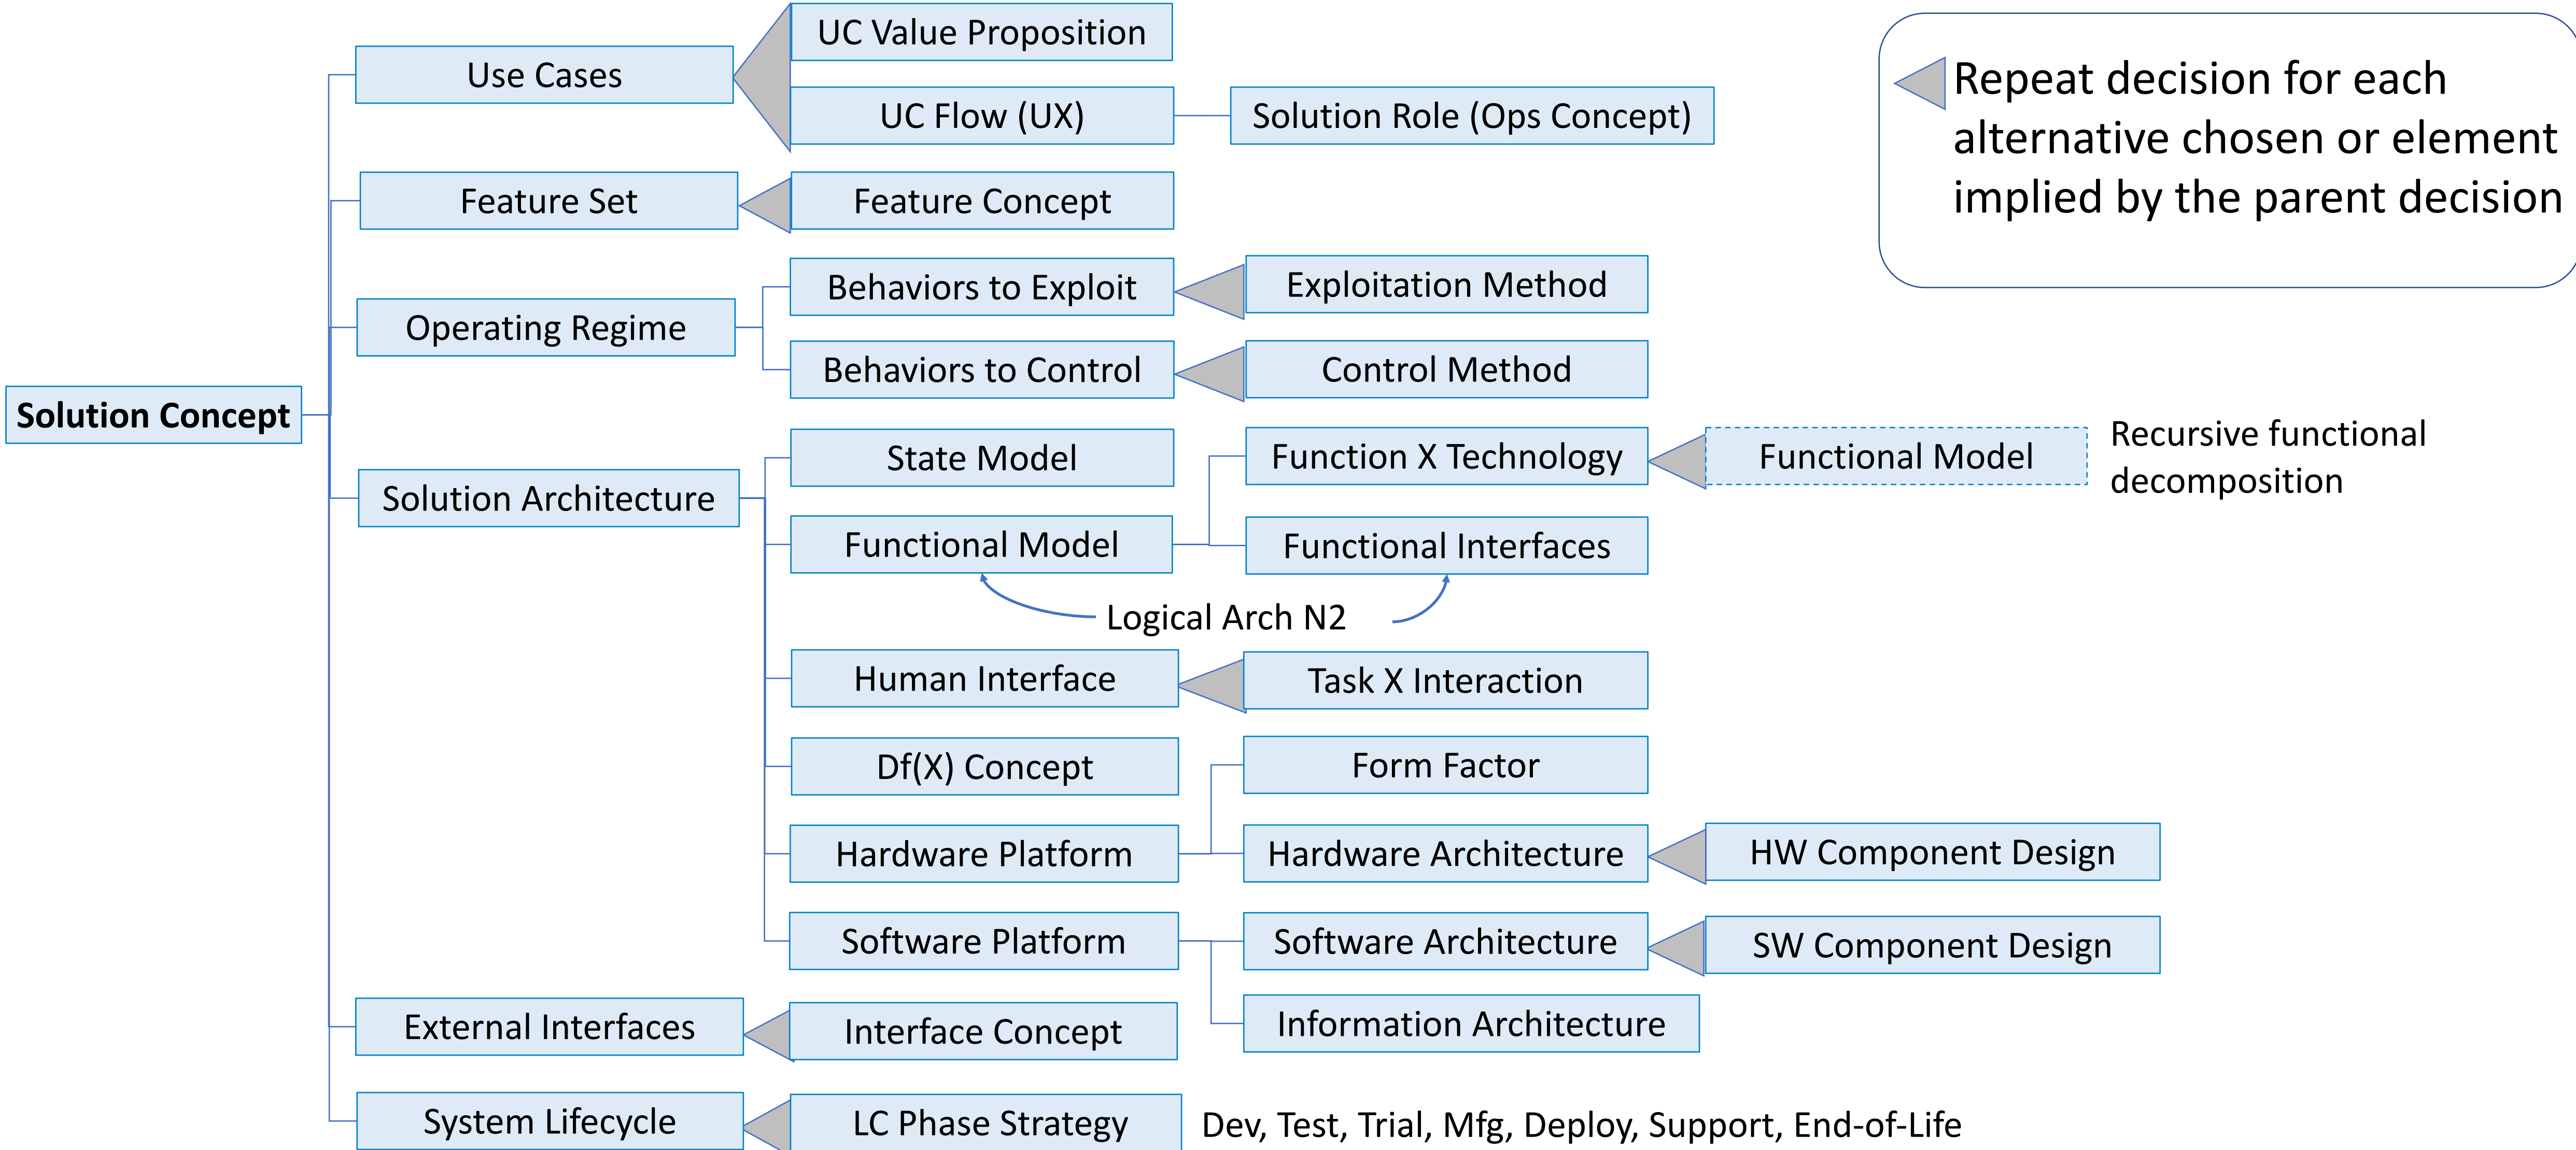 UC Value Proposition
Use Cases
UC Flow (UX)
Solution Role (Ops Concept)
Repeat decision for each
alternative chosen or element
implied by the parent decision
Feature Set
Feature Concept
Behaviors to Exploit
Exploitation Method
Operating Regime
Behaviors to Control
Control Method
Solution Concept
State Model
Function X Technology
Functional Model
Recursive functional
decomposition
Solution Architecture
Functional Model
Functional Interfaces
Logical Arch N2
Human Interface
Task X Interaction
Df(X) Concept
Form Factor
Hardware Platform
Hardware Architecture
HW Component Design
Software Platform
Software Architecture
SW Component Design
External Interfaces
Interface Concept
Information Architecture
System Lifecycle
LC Phase Strategy
Dev, Test, Trial, Mfg, Deploy, Support, End-of-Life